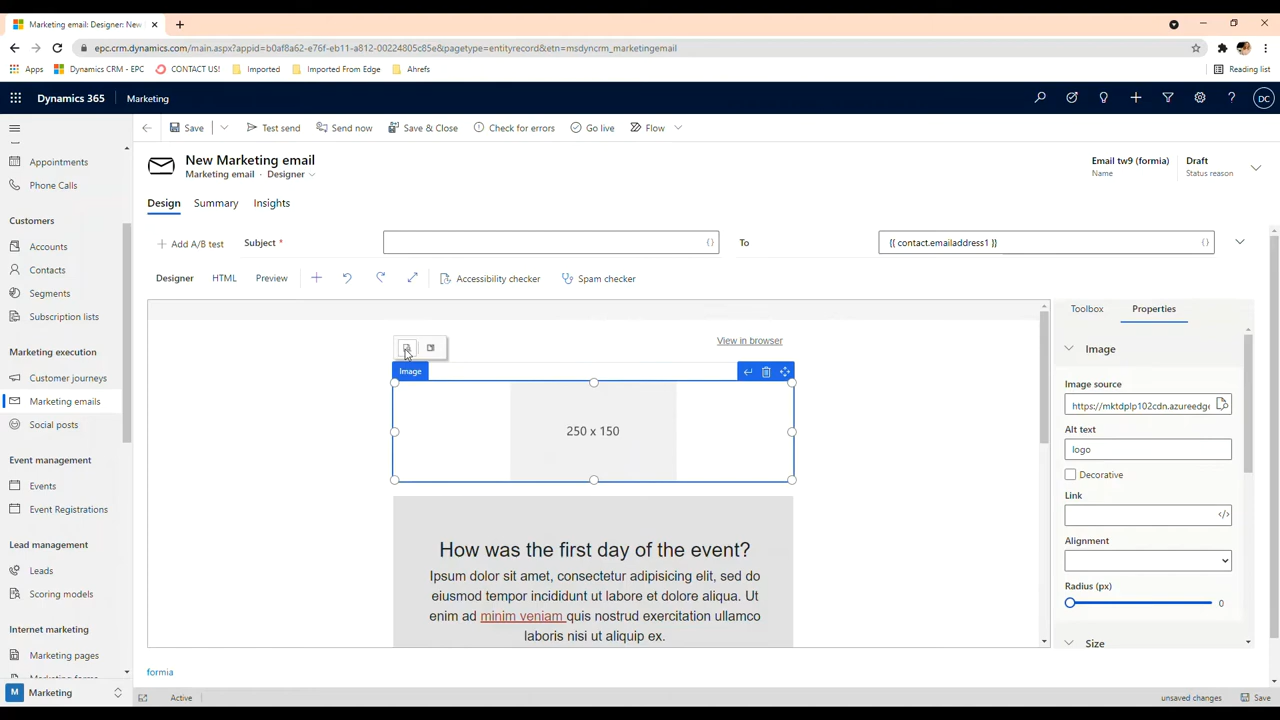 Marketing email: Designer: New
epc.crm.dynamics.com/main.aspx?appid=b0af8a62-e76f-eb11-a812-00224805c85e&pagetype=entityrecord&etn=msdyncrm_marketingemail
Apps Dynamics CRM - EPC CONTACT US! Imported Imported From Edge Ahrefs Reading list
Dynamics 365 Marketing DC
Save Test send Send now Save & Close Check for errors Go live Flow
Appointments
Phone Calls
Customers
Accounts
Contacts
Segments
Subscription lists
Marketing execution
Customer journeys
Marketing emails
Social posts
Event management
Events
Event Registrations
Lead management
Leads
Scoring models
Internet marketing
Marketing pages
M Marketing
New Marketing email
Marketing email · Designer
Email tw9 (formia)
Name
Draft
Status reason
Design Summary Insights
Add A/B test Subject * {} To {{ contact.emailaddress1 }} {}
Designer HTML Preview Accessibility checker Spam checker
View in browser
Image
250 x 150
How was the first day of the event?
Ipsum dolor sit amet, consectetur adipisicing elit, sed do
eiusmod tempor incididunt ut labore et dolore aliqua. Ut
enim ad minim veniam quis nostrud exercitation ullamco
laboris nisi ut aliquip ex.
Toolbox Properties
Image
Image source
https://mktdplp102cdn.azureedge
Alt text
logo
Decorative
Link
Alignment
Radius (px)
0
Size
formia
Active unsaved changes Save